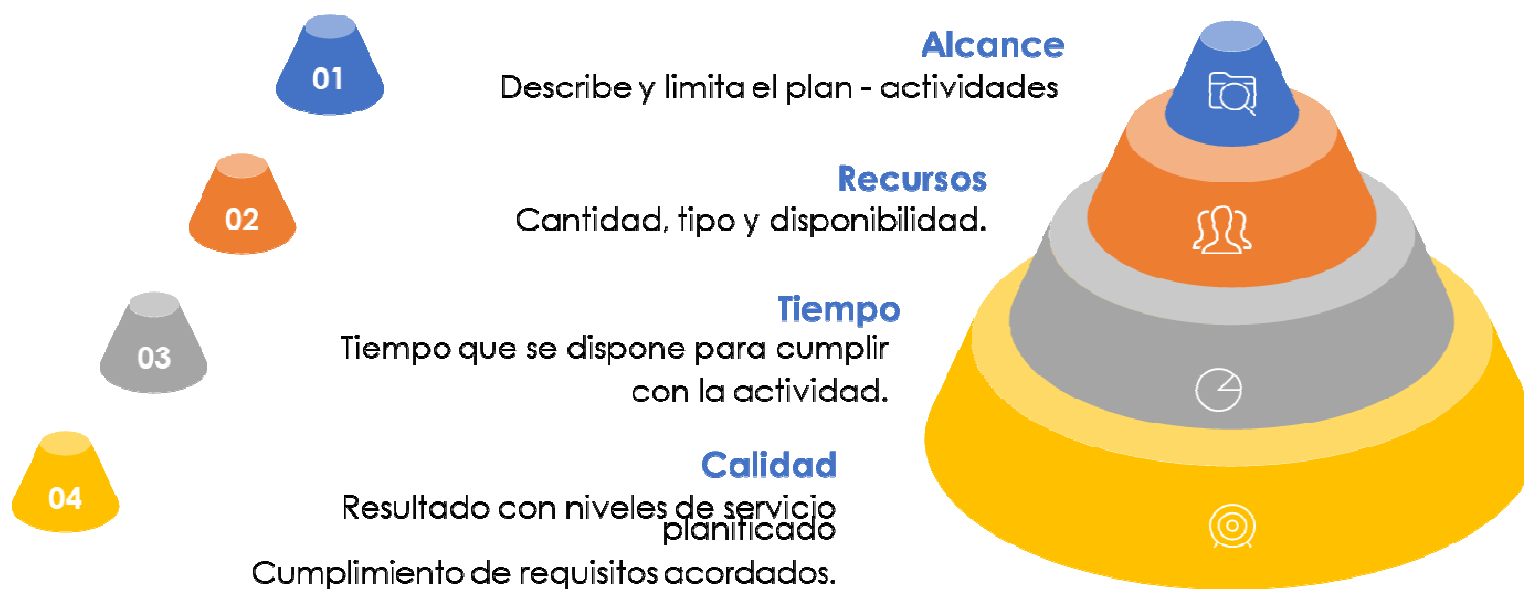 01
Alcance
Describe y limita el plan - actividades
02
Recursos
Cantidad, tipo y disponibilidad.
03
Tiempo
Tiempo que se dispone para cumplir
con la actividad.
04
Calidad
Resultado con niveles de servicio
planificado
Cumplimiento de requisitos acordados.